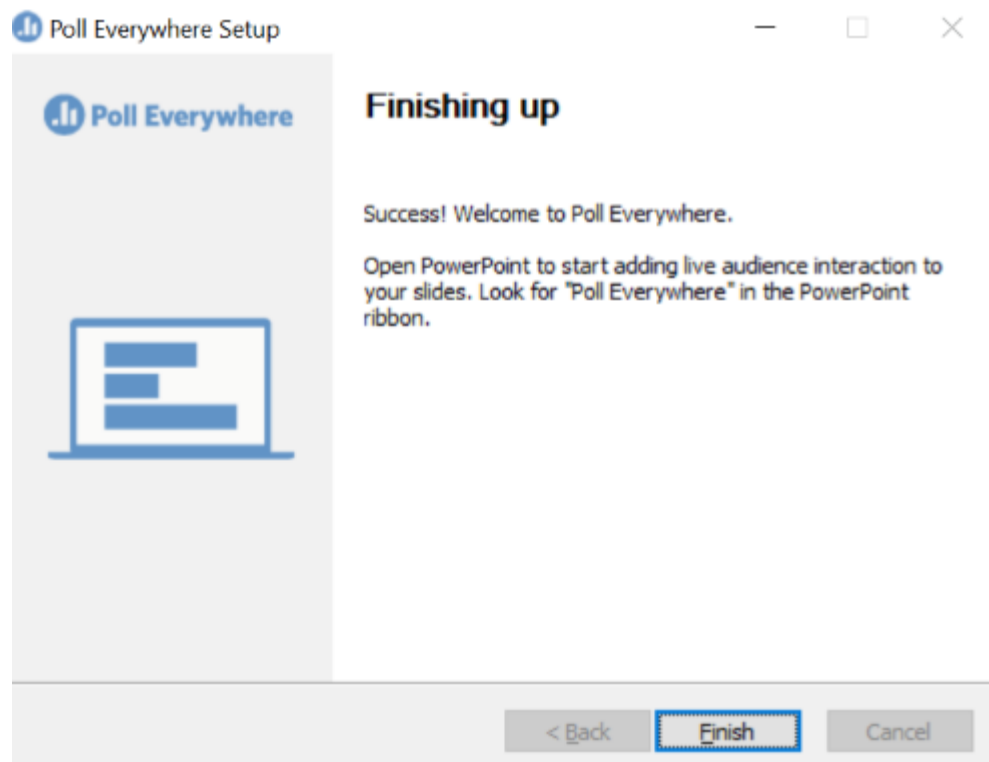 Poll Everywhere Setup
Poll Everywhere
Finishing up
Success! Welcome to Poll Everywhere.
Open PowerPoint to start adding live audience interaction to
your slides. Look for "Poll Everywhere" in the PowerPoint
ribbon.
< Back
Finish
Cancel